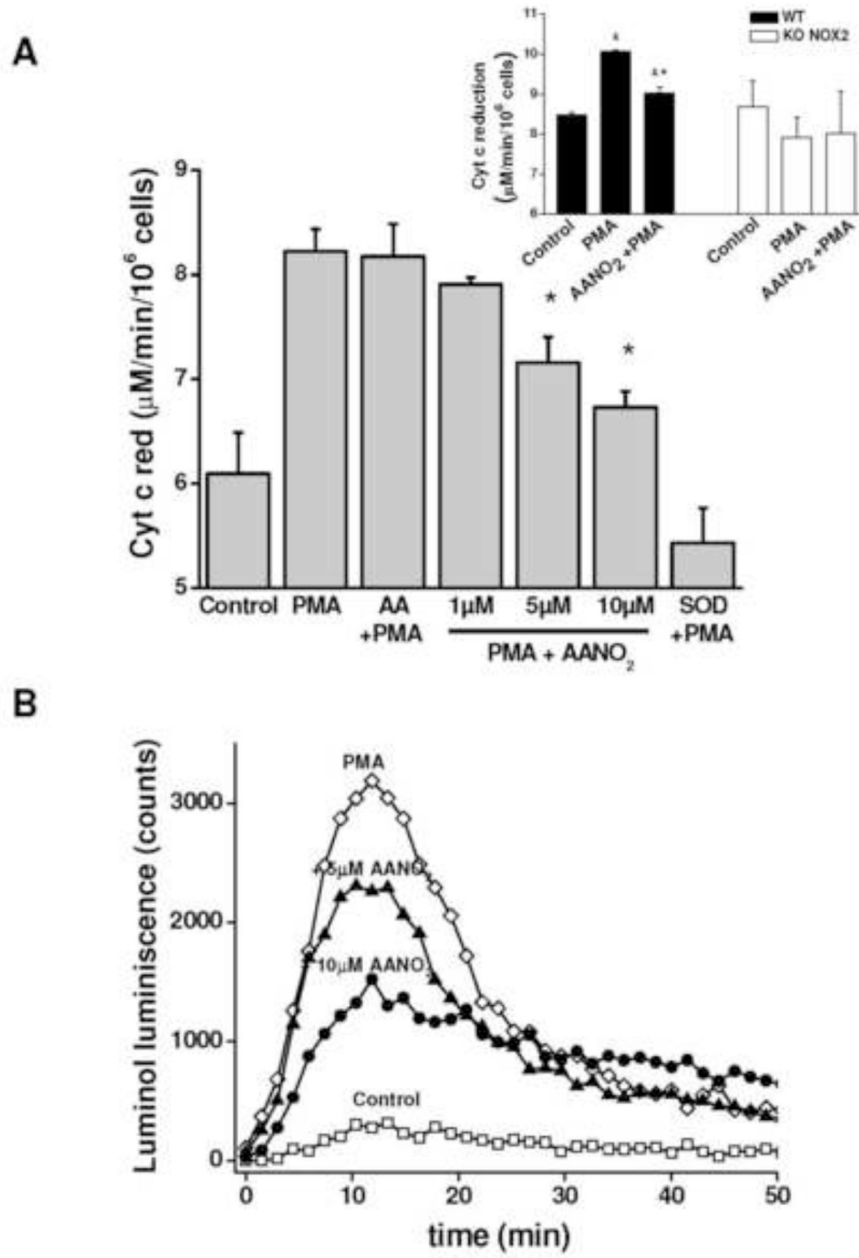 A
WT
KO NOX2
Cyt c reduction
(μM/min/10⁶ cells)
11
10
9
8
7
6
&
&*
Control
PMA
AANO₂+PMA
Control
PMA
AANO₂+PMA
Cyt c red (μM/min/10⁶ cells)
9
8
7
6
5
*
*
Control PMA AA +PMA 1μM 5μM 10μM SOD +PMA
PMA + AANO₂
B
Luminol luminiscence (counts)
3000
2000
1000
0
PMA
+5μM AANO
10μM AANO₂
Control
0 10 20 30 40 50
time (min)